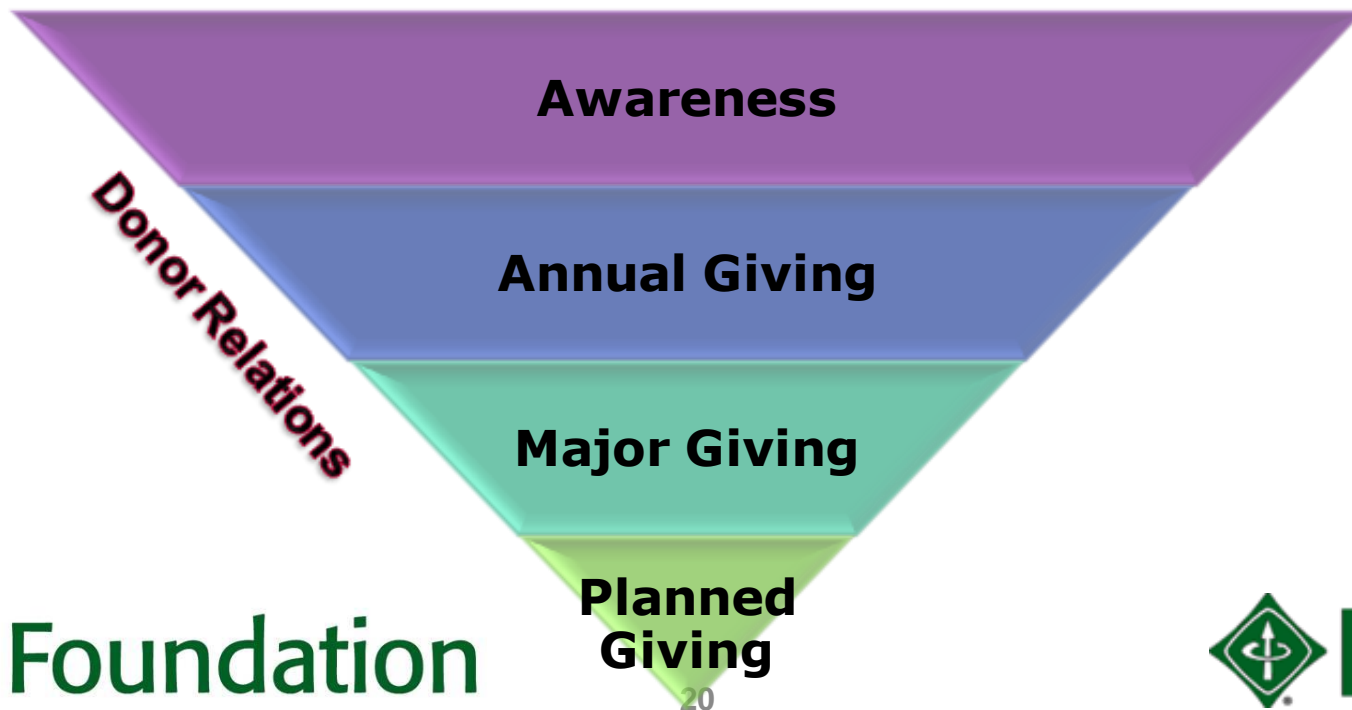 Awareness
Annual Giving
Donor Relations
Major Giving
Planned
Giving
Foundation
20